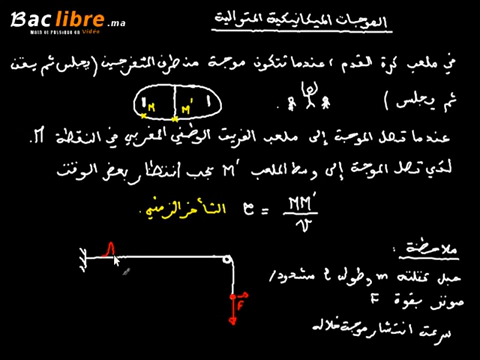 Baclibre.ma
الموجات الميكانيكية المتوالية
في ملعب كرة القدم ، عندما تتكون موجة من طرف المتفرجين (يجلس ثم يقف
ثم يجلس)
M M'
عندما تصل الموجة إلى ملعب الفريق الوطني المغربي في النقطة M.
لكي تصل الموجة إلى وسط الملعب M' يجب انتظار بعض الوقت
التأخر الزمني. τ = MM'/v
ملاحظة :
حبل كتلته m وطوله l مشدود/
موتر بقوة F
سرعة انتشار موجة خلاله
F